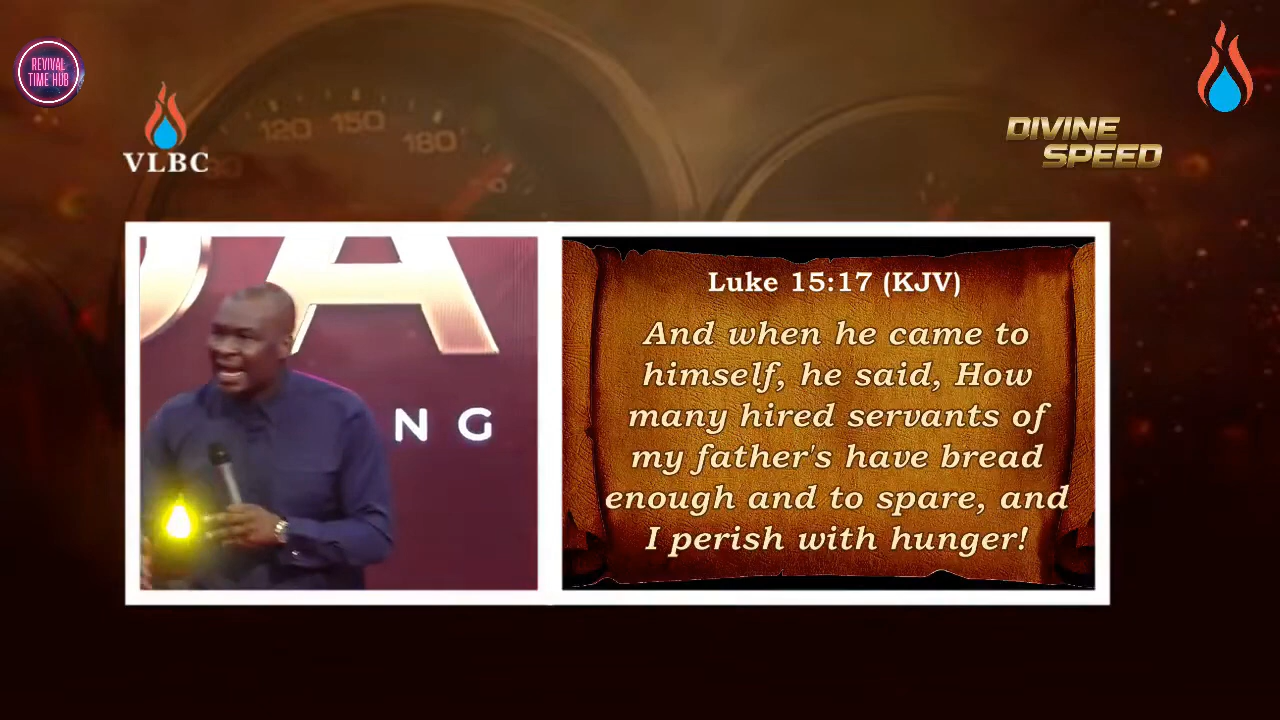 REVIVAL
TIME HUB
VLBC
120 150 180
DIVINE
SPEED
A
NG
Luke 15:17 (KJV)
And when he came to
himself, he said, How
many hired servants of
my father's have bread
enough and to spare, and
I perish with hunger!